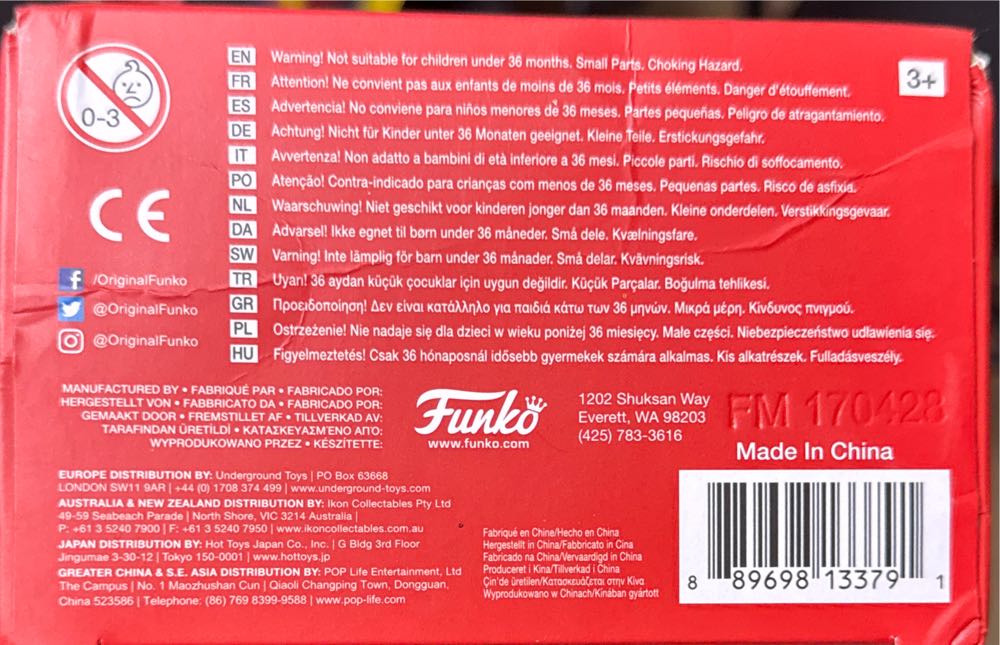 0-3
EN Warning! Not suitable for children under 36 months. Small Parts. Choking Hazard.
3+
FR Attention! Ne convient pas aux enfants de moins de 36 mois. Petits éléments. Danger d'étouffement.
ES Advertencia! No conviene para niños menores de 36 meses. Partes pequeñas. Peligro de atragantamiento.
DE Achtung! Nicht für Kinder unter 36 Monaten geeignet. Kleine Teile. Erstickungsgefahr.
IT Avvertenza! Non adatto a bambini di età inferiore a 36 mesi. Piccole parti. Rischio di soffocamento.
PO Atenção! Contra-indicado para crianças com menos de 36 meses. Pequenas partes. Risco de asfixia.
NL Waarschuwing! Niet geschikt voor kinderen jonger dan 36 maanden. Kleine onderdelen. Verstikkingsgevaar.
DA Advarsel! Ikke egnet til børn under 36 måneder. Små dele. Kvælningsfare.
SW Varning! Inte lämplig för barn under 36 månader. Små delar. Kvävningsrisk.
TR Uyarı! 36 aydan küçük çocuklar için uygun değildir. Küçük Parçalar. Boğulma tehlikesi.
GR Προειδοποίηση! Δεν είναι κατάλληλο για παιδιά κάτω των 36 μηνών. Μικρά μέρη. Κίνδυνος πνιγμού.
PL Ostrzeżenie! Nie nadaje się dla dzieci w wieku poniżej 36 miesięcy. Małe części. Niebezpieczeństwo udławienia się.
HU Figyelmeztetés! Csak 36 hónaposnál idősebb gyermekek számára alkalmas. Kis alkatrészek. Fulladásveszély.
CE
/OriginalFunko
@OriginalFunko
@OriginalFunko
MANUFACTURED BY • FABRIQUÉ PAR • FABRICADO POR:
HERGESTELLT VON • FABBRICATO DA • FABRICADO POR:
GEMAAKT DOOR • FREMSTILLET AF • TILLVERKAD AV:
TARAFINDAN ÜRETİLDİ • ΚΑΤΑΣΚΕΥΑΣΜΕΝΟ ΑΠΟ:
WYPRODUKOWANO PRZEZ • KÉSZÍTETTE:
Funko
www.funko.com
1202 Shuksan Way
Everett, WA 98203
(425) 783-3616
FM 170428
Made In China
EUROPE DISTRIBUTION BY: Underground Toys | PO Box 63668
LONDON SW11 9AR | +44 (0) 1708 374 499 | www.underground-toys.com
AUSTRALIA & NEW ZEALAND DISTRIBUTION BY: Ikon Collectables Pty Ltd
49-59 Seabeach Parade | North Shore, VIC 3214 Australia |
P: +61 3 5240 7900 | F: +61 3 5240 7950 | www.ikoncollectables.com.au
JAPAN DISTRIBUTION BY: Hot Toys Japan Co., Inc. | G Bldg 3rd Floor
Jingumae 3-30-12 | Tokyo 150-0001 | www.hottoys.jp
GREATER CHINA & S.E. ASIA DISTRIBUTION BY: POP Life Entertainment, Ltd
The Campus | No. 1 Maozhushan Cun | Qiaoli Changping Town, Dongguan,
China 523586 | Telephone: (86) 769 8399-9588 | www.pop-life.com
Fabriqué en Chine/Hecho en China
Hergestellt in China/Fabbricato in Cina
Fabricado na China/Vervaardigd in China
Produceret i Kina/Tillverkad i China
Çin'de üretilen/Κατασκευάζεται στην Κίνα
Wyprodukowano w Chinach/Kínában gyártott
8 89698 13379 1